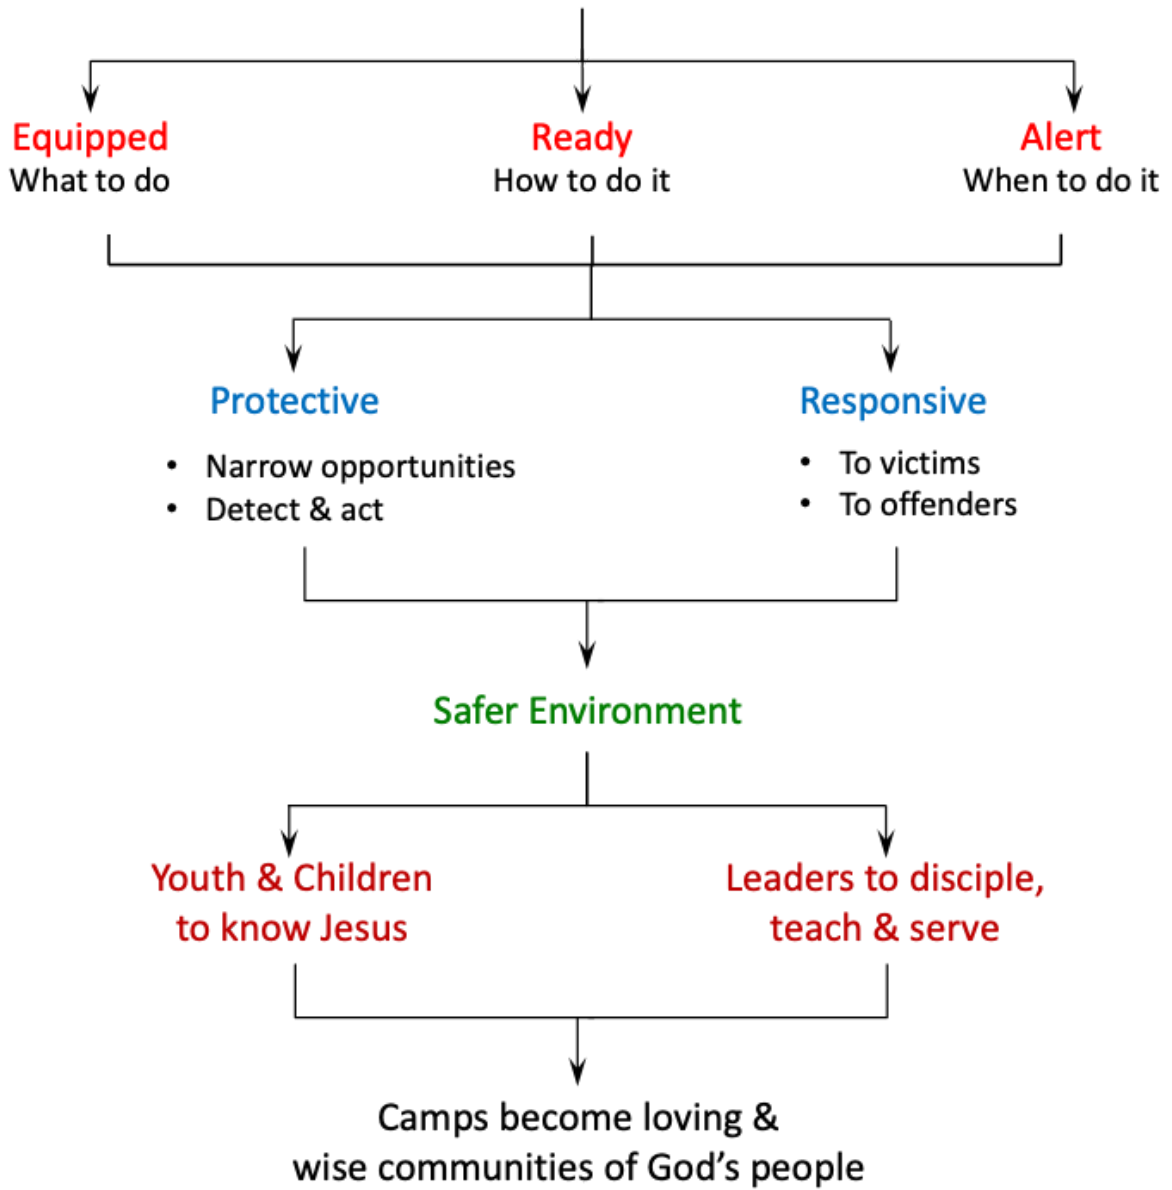 Equipped
Ready
Alert
What to do
How to do it
When to do it
Protective
• Narrow opportunities
• Detect & act
Responsive
• To victims
• To offenders
Safer Environment
Youth & Children
to know Jesus
Leaders to disciple,
teach & serve
Camps become loving &
wise communities of God’s people